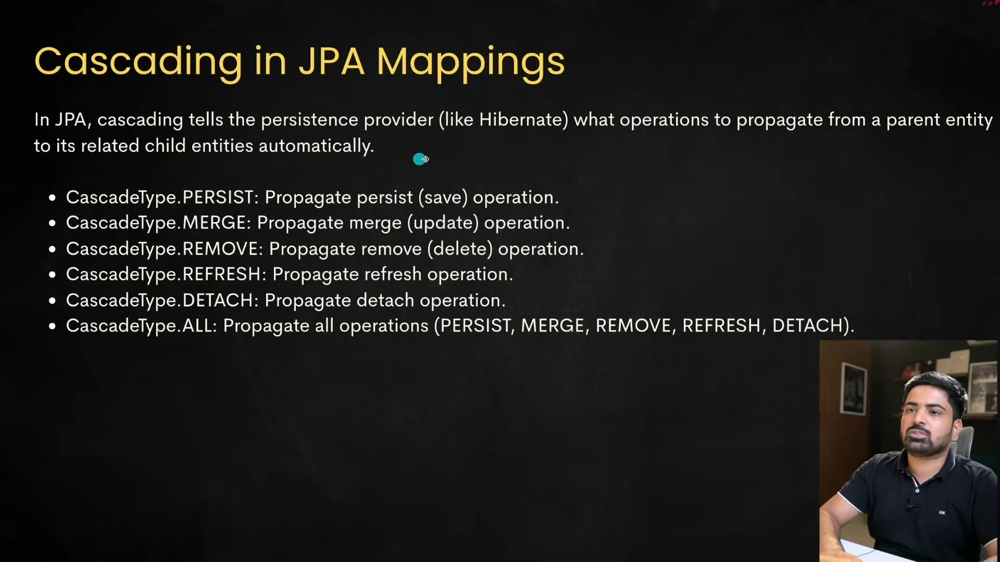 Cascading in JPA Mappings
In JPA, cascading tells the persistence provider (like Hibernate) what operations to propagate from a parent entity
to its related child entities automatically.
• CascadeType.PERSIST: Propagate persist (save) operation.
• CascadeType.MERGE: Propagate merge (update) operation.
• CascadeType.REMOVE: Propagate remove (delete) operation.
• CascadeType.REFRESH: Propagate refresh operation.
• CascadeType.DETACH: Propagate detach operation.
• CascadeType.ALL: Propagate all operations (PERSIST, MERGE, REMOVE, REFRESH, DETACH).